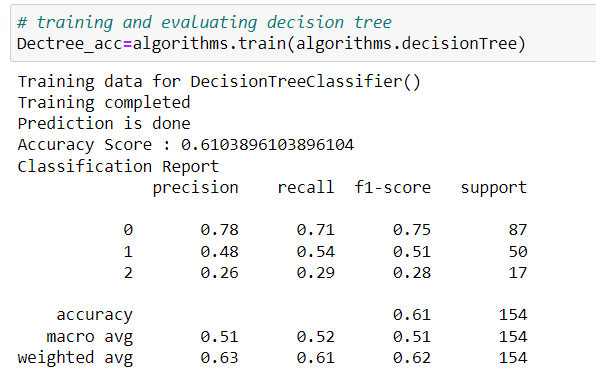 # training and evaluating decision tree
Dectree_acc=algorithms.train(algorithms.decisionTree)
Training data for DecisionTreeClassifier()
Training completed
Prediction is done
Accuracy Score : 0.6103896103896104
Classification Report
precision recall f1-score support
0 0.78 0.71 0.75 87
1 0.48 0.54 0.51 50
2 0.26 0.29 0.28 17
accuracy 0.61 154
macro avg 0.51 0.52 0.51 154
weighted avg 0.63 0.61 0.62 154